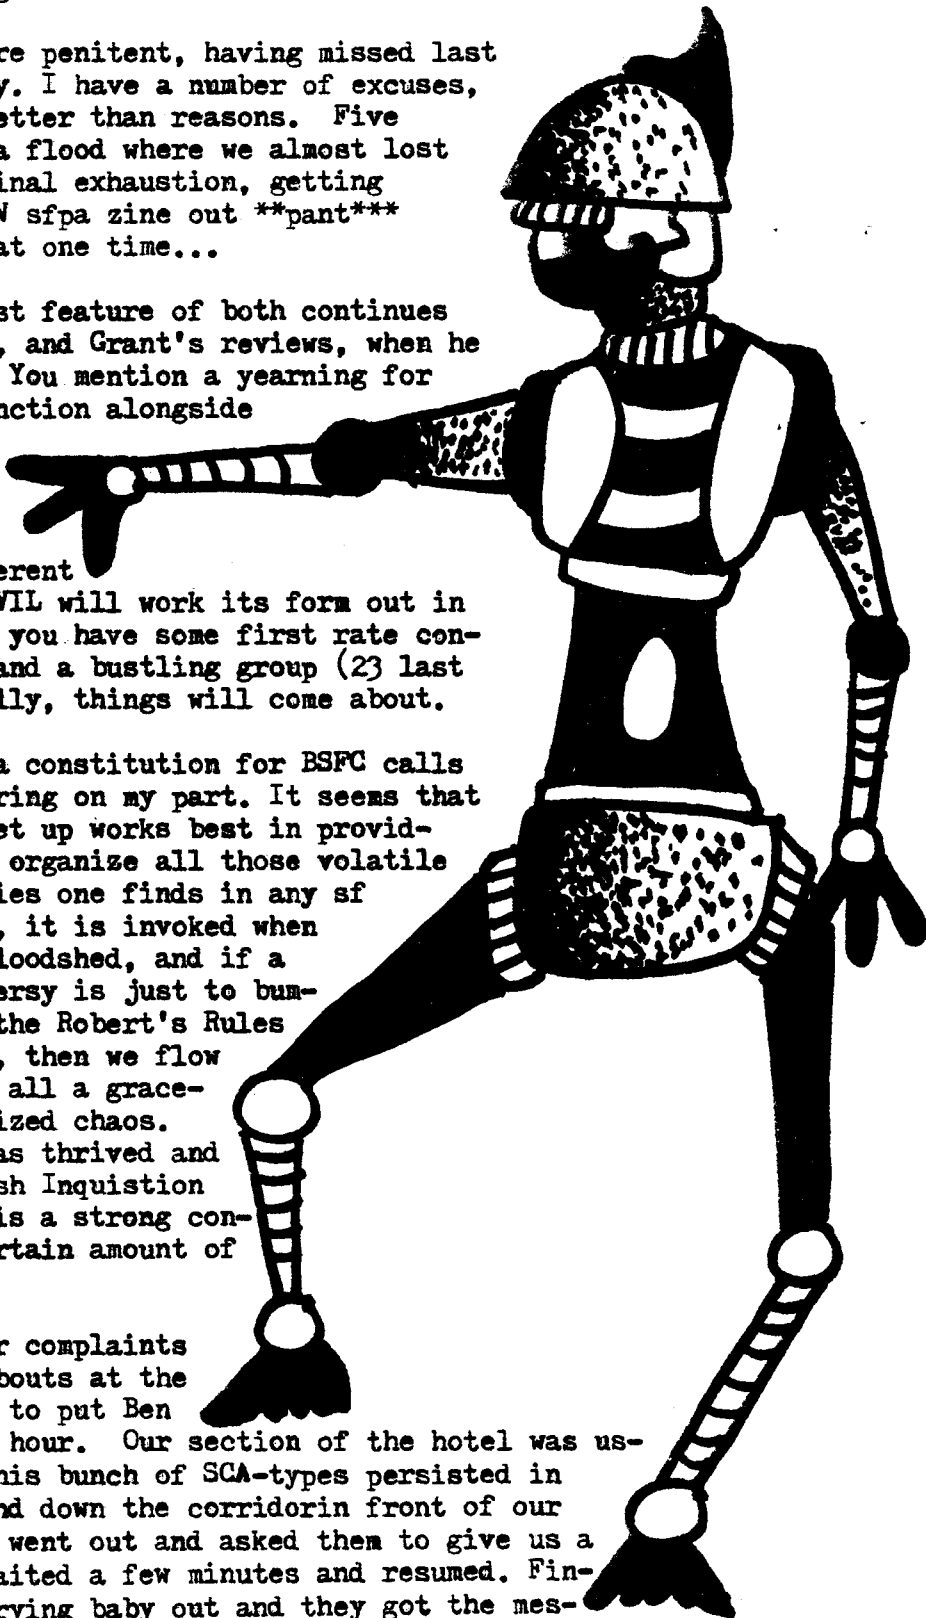 re penitent, having missed last
y. I have a number of excuses,
etter than reasons.  Five
a flood where we almost lost
inal exhaustion, getting
W sfpa zine out **pant***
at one time...
st feature of both continues
, and Grant's reviews, when he
You mention a yearning for
nction alongside
erent
VIL will work its form out in
you have some first rate con-
and a bustling group (23 last
lly, things will come about.
a constitution for BSFC calls
ring on my part. It seems that
et up works best in provid-
organize all those volatile
ies one finds in any sf
, it is invoked when
loodshed, and if a
ersy is just to bum-
the Robert's Rules
, then we flow
all a grace-
ized chaos.
as thrived and
sh Inquistion
is a strong con-
rtain amount of
r complaints
bouts at the
to put Ben
hour.  Our section of the hotel was us-
his bunch of SCA-types persisted in
nd down the corridorin front of our
went out and asked them to give us a
aited a few minutes and resumed. Fin-
rying baby out and they got the mes-